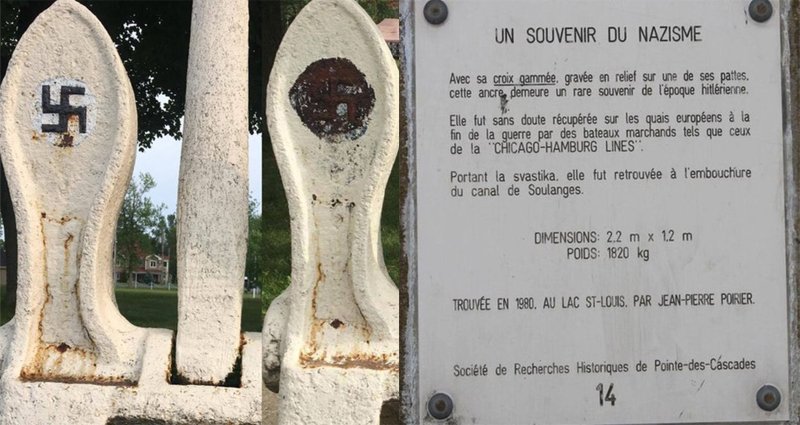 UN SOUVENIR DU NAZISME
Avec sa croix gammée, gravée en relief sur une de ses pattes,
cette ancre demeure un rare souvenir de l'époque hitlérienne.
Elle fut sans doute récupérée sur les quais européens à la
fin de la guerre par des bateaux marchands tels que ceux
de la "CHICAGO-HAMBURG LINES".
Portant la svastika, elle fut retrouvée à l'embouchure
du canal de Soulanges.
DIMENSIONS: 2,2 m x 1,2 m
POIDS: 1820 kg
TROUVÉE EN 1980, AU LAC ST-LOUIS, PAR JEAN-PIERRE POIRIER.
Société de Recherches Historiques de Pointe-des-Cascades
14